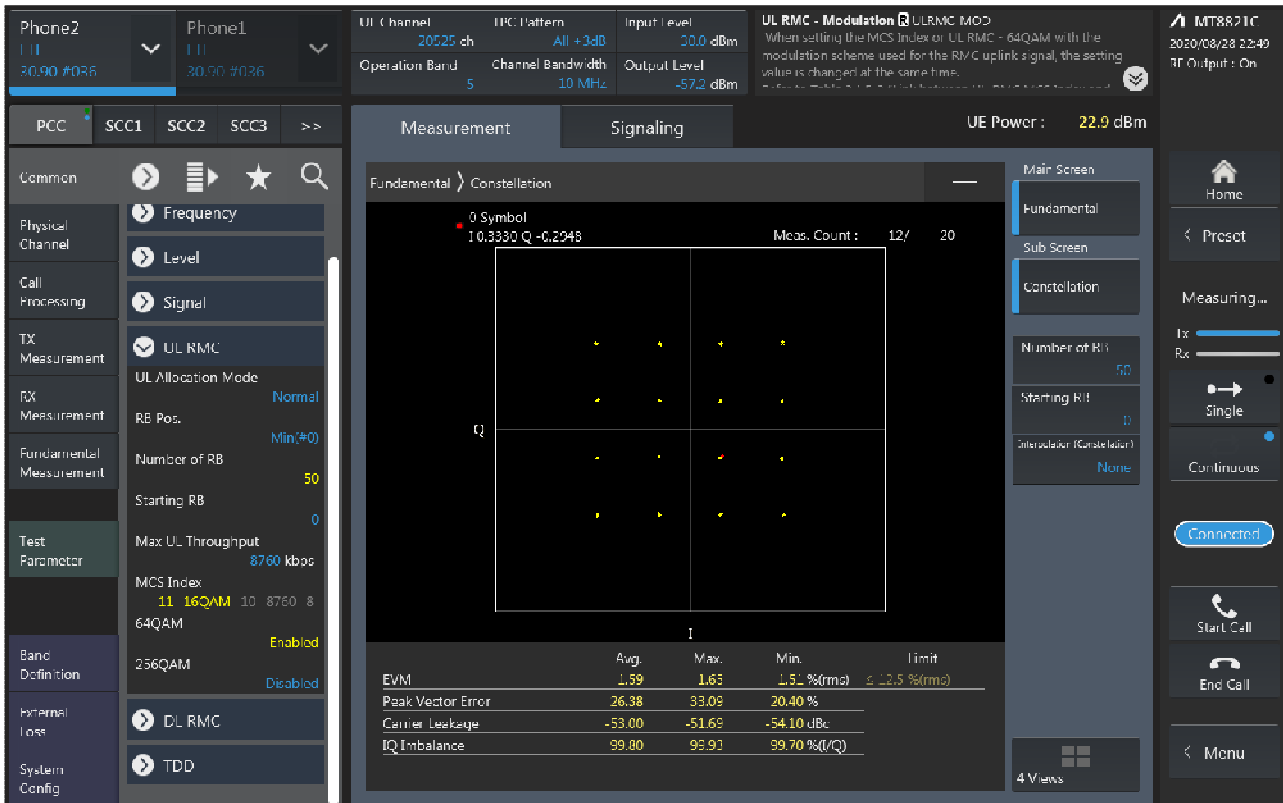 Phone2
30.90 #036
Phone1
30.90 #036
UL Channel
20525 ch
TPC Pattern
All +3dB
Input Level
30.0 dBm
Operation Band
5
Channel Bandwidth
10 MHz
Output Level
-57.2 dBm
UL RMC - Modulation R ULRMC_MOD
When setting the MCS Index or UL RMC - 64QAM with the
modulation scheme used for the RMC uplink signal, the setting
value is changed at the same time.
MT8821C
2020/08/28 22:49
RF Output : On
PCC
SCC1
SCC2
SCC3
>>
Measurement
Signaling
UE Power : 22.9 dBm
Common
Physical
Channel
Call
Processing
TX
Measurement
RX
Measurement
Fundamental
Measurement
Test
Parameter
Band
Definition
External
Loss
System
Config
Frequency
Level
Signal
UL RMC
UL Allocation Mode
Normal
RB Pos.
Min(#0)
Number of RB
50
Starting RB
0
Max UL Throughput
8760 kbps
MCS Index
11 16QAM 10 8760 8
64QAM
Enabled
256QAM
Disabled
DL RMC
TDD
Fundamental > Constellation
0 Symbol
I 0.3330 Q -0.2948
Meas. Count : 12/ 20
Q
I
Avg. Max. Min. Limit
EVM 1.59 1.65 1.51 %(rms) ≤ 12.5 %(rms)
Peak Vector Error 26.38 33.09 20.40 %
Carrier Leakage -53.00 -51.69 -54.10 dBc
IQ Imbalance 99.80 99.93 99.70 %(I/Q)
Main Screen
Fundamental
Sub Screen
Constellation
Number of RB
50
Starting RB
0
Interpolation (Constellation)
None
4 Views
Home
< Preset
Measuring...
Tx
Rx
Single
Continuous
Connected
Start Call
End Call
< Menu